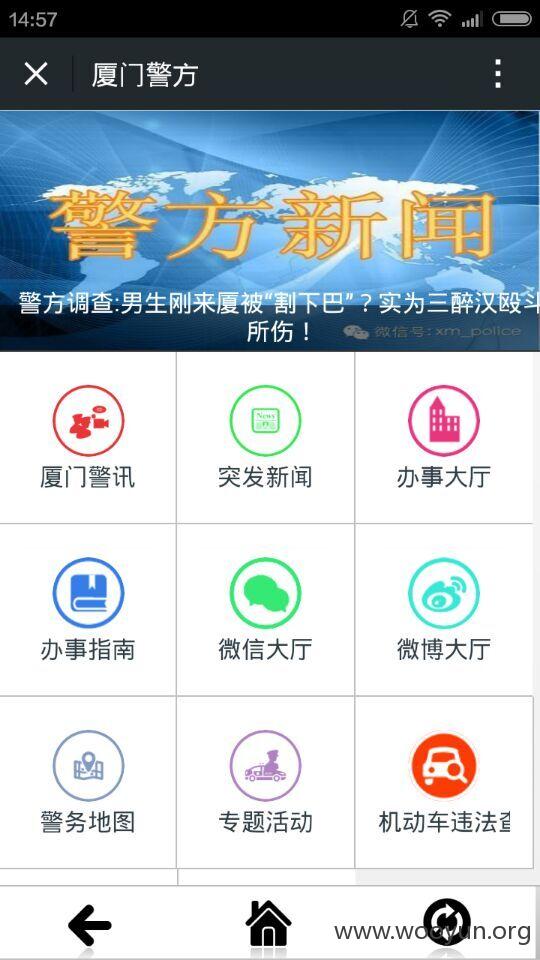 14:57
厦门警方
警方新闻
警方调查:男生刚来厦被“割下巴”？实为三醉汉殴斗
所伤！
微信号: xm_police
News
厦门警讯
突发新闻
办事大厅
办事指南
微信大厅
微博大厅
警务地图
专题活动
机动车违法查
www.wooyun.org